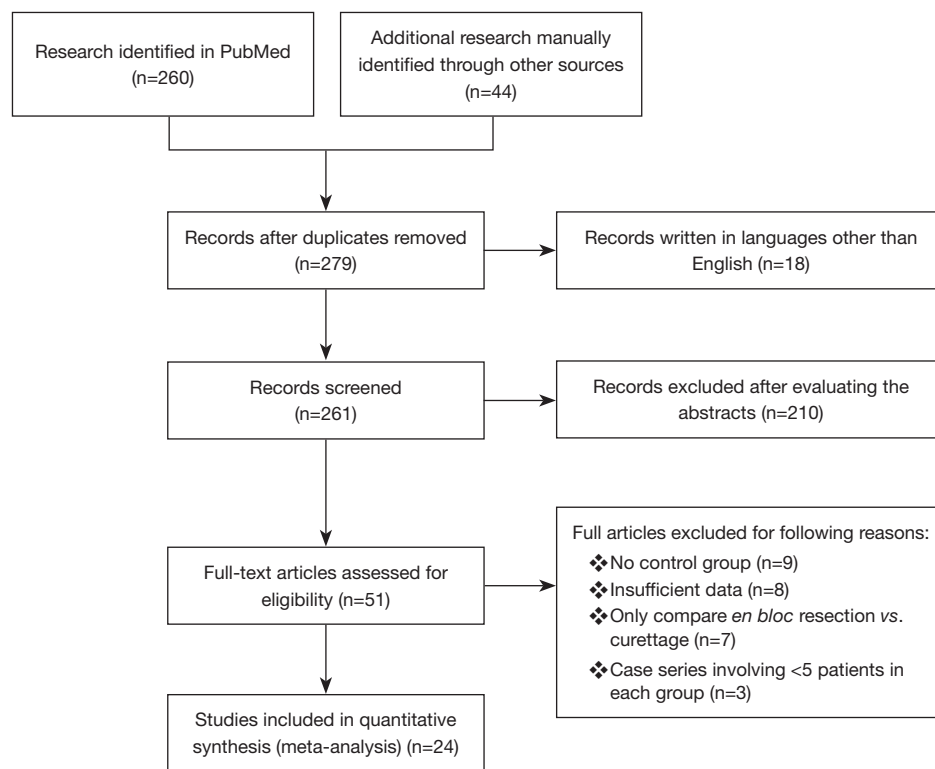 Research identified in PubMed
(n=260)
Additional research manually
identified through other sources
(n=44)
Records after duplicates removed
(n=279)
Records written in languages other than
English (n=18)
Records screened
(n=261)
Records excluded after evaluating the
abstracts (n=210)
Full-text articles assessed for
eligibility (n=51)
Full articles excluded for following reasons:
❖No control group (n=9)
❖Insufficient data (n=8)
❖Only compare en bloc resection vs.
curettage (n=7)
❖Case series involving <5 patients in
each group (n=3)
Studies included in quantitative
synthesis (meta-analysis) (n=24)